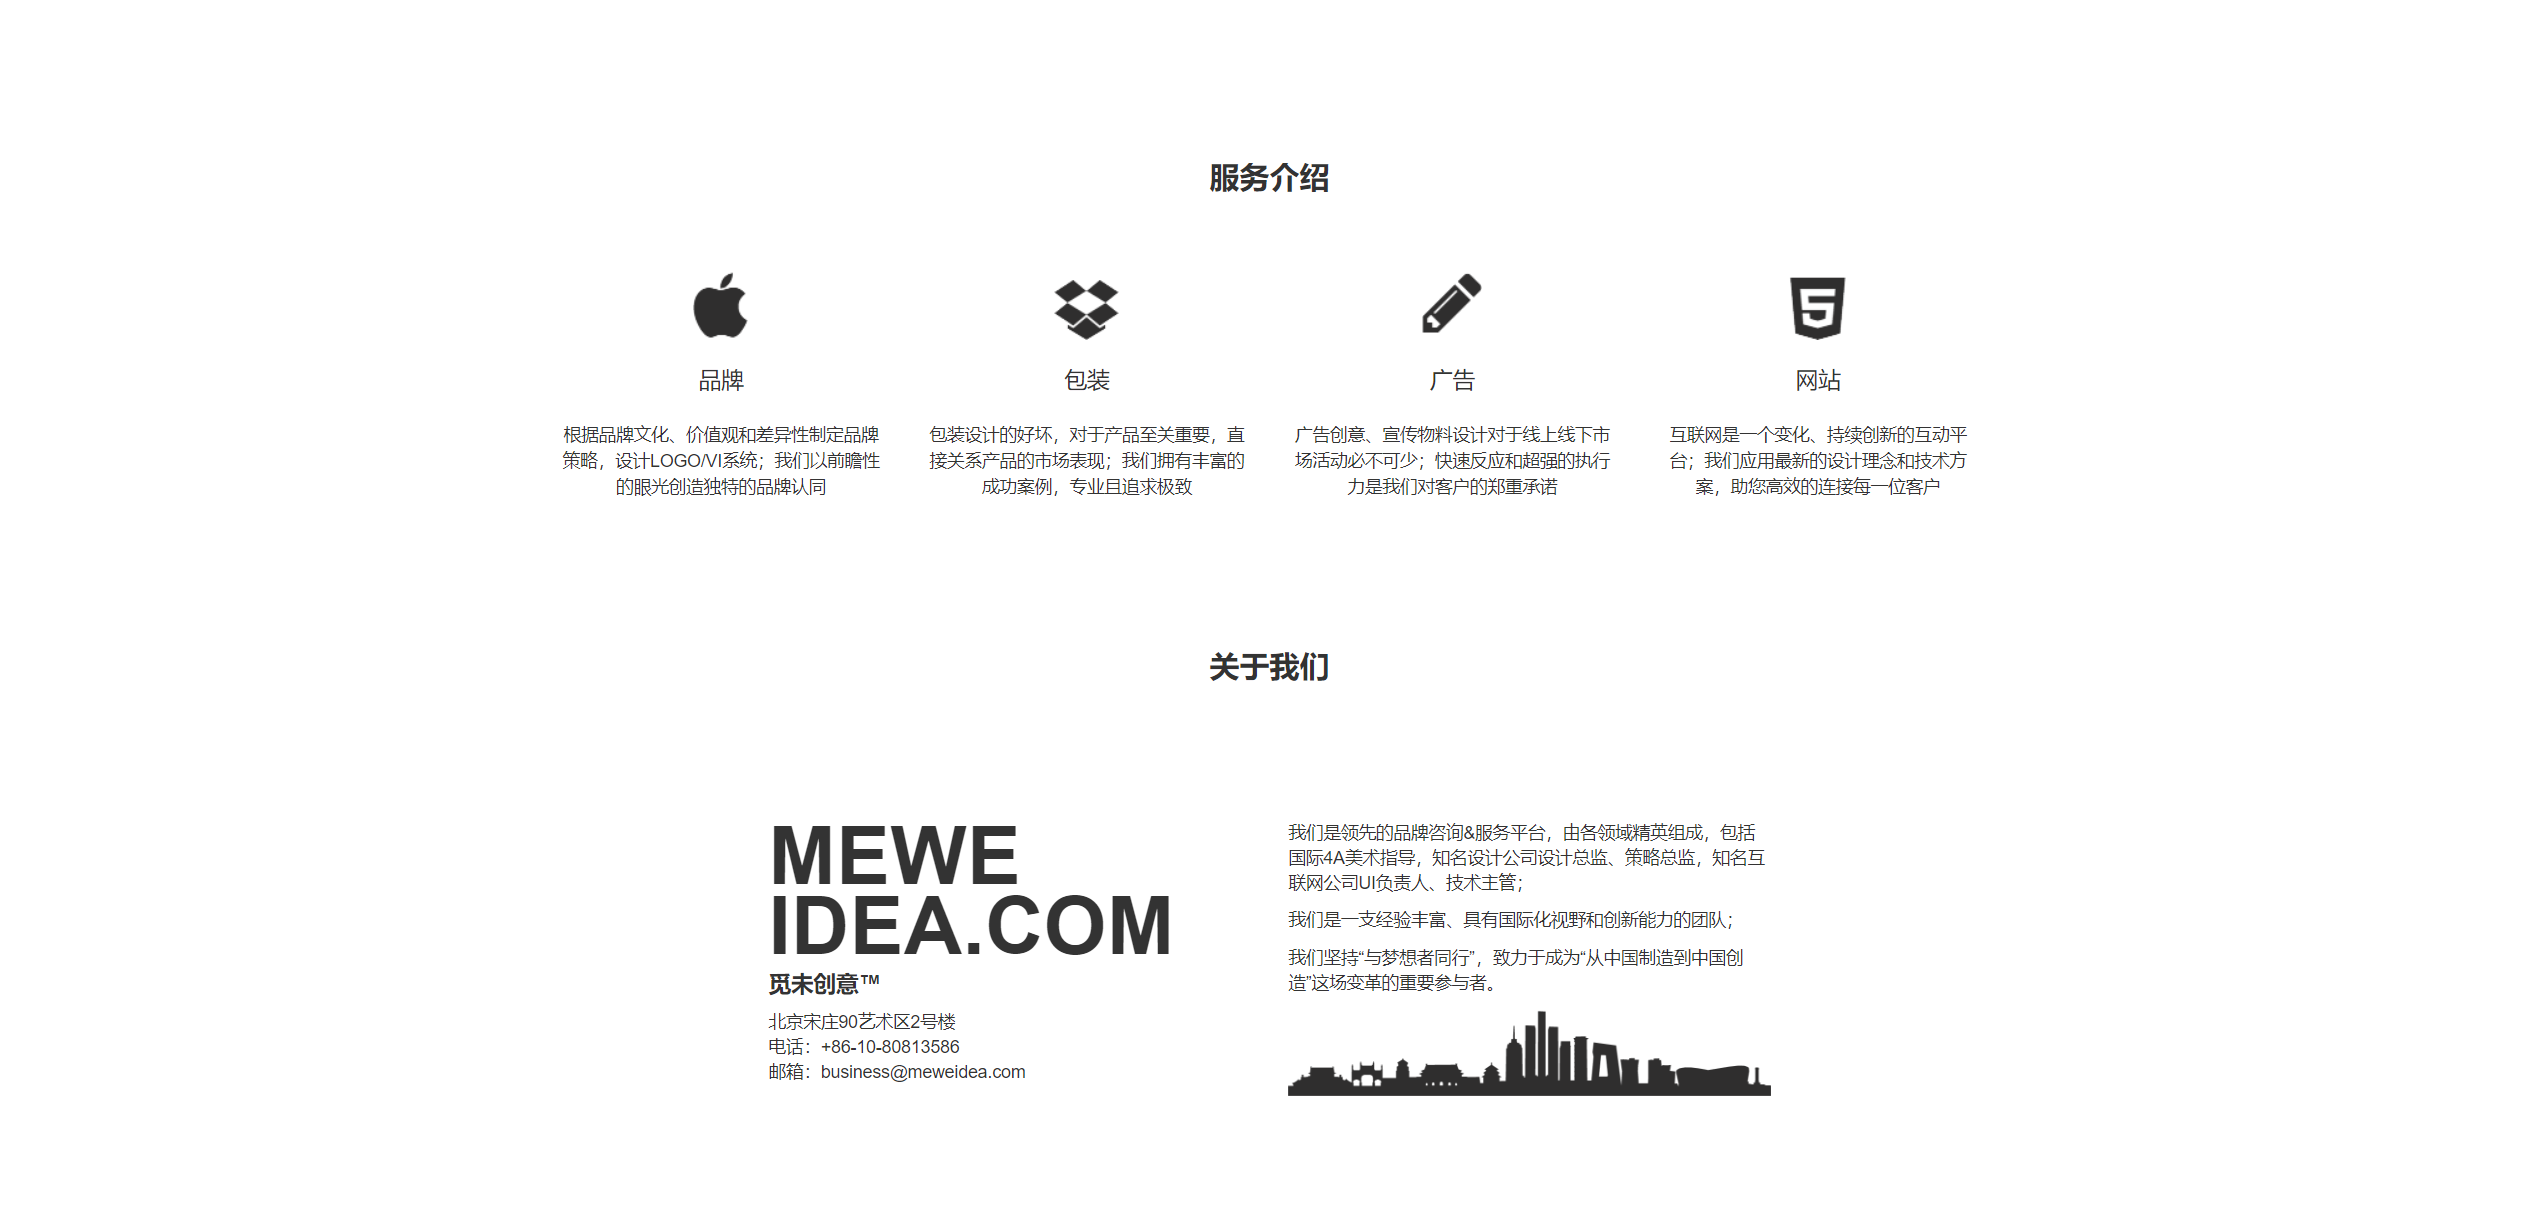 服务介绍
品牌
根据品牌文化、价值观和差异性制定品牌
策略，设计LOGO/VI系统；我们以前瞻性
的眼光创造独特的品牌认同
包装
包装设计的好坏，对于产品至关重要，直
接关系产品的市场表现；我们拥有丰富的
成功案例，专业且追求极致
广告
广告创意、宣传物料设计对于线上线下市
场活动必不可少；快速反应和超强的执行
力是我们对客户的郑重承诺
网站
互联网是一个变化、持续创新的互动平
台；我们应用最新的设计理念和技术方
案，助您高效的连接每一位客户
关于我们
MEWE
IDEA.COM
觅未创意™
北京宋庄90艺术区2号楼
电话：+86-10-80813586
邮箱：business@meweidea.com
我们是领先的品牌咨询&服务平台，由各领域精英组成，包括
国际4A美术指导，知名设计公司设计总监、策略总监，知名互
联网公司UI负责人、技术主管；
我们是一支经验丰富、具有国际化视野和创新能力的团队；
我们坚持“与梦想者同行”，致力于成为“从中国制造到中国创
造”这场变革的重要参与者。